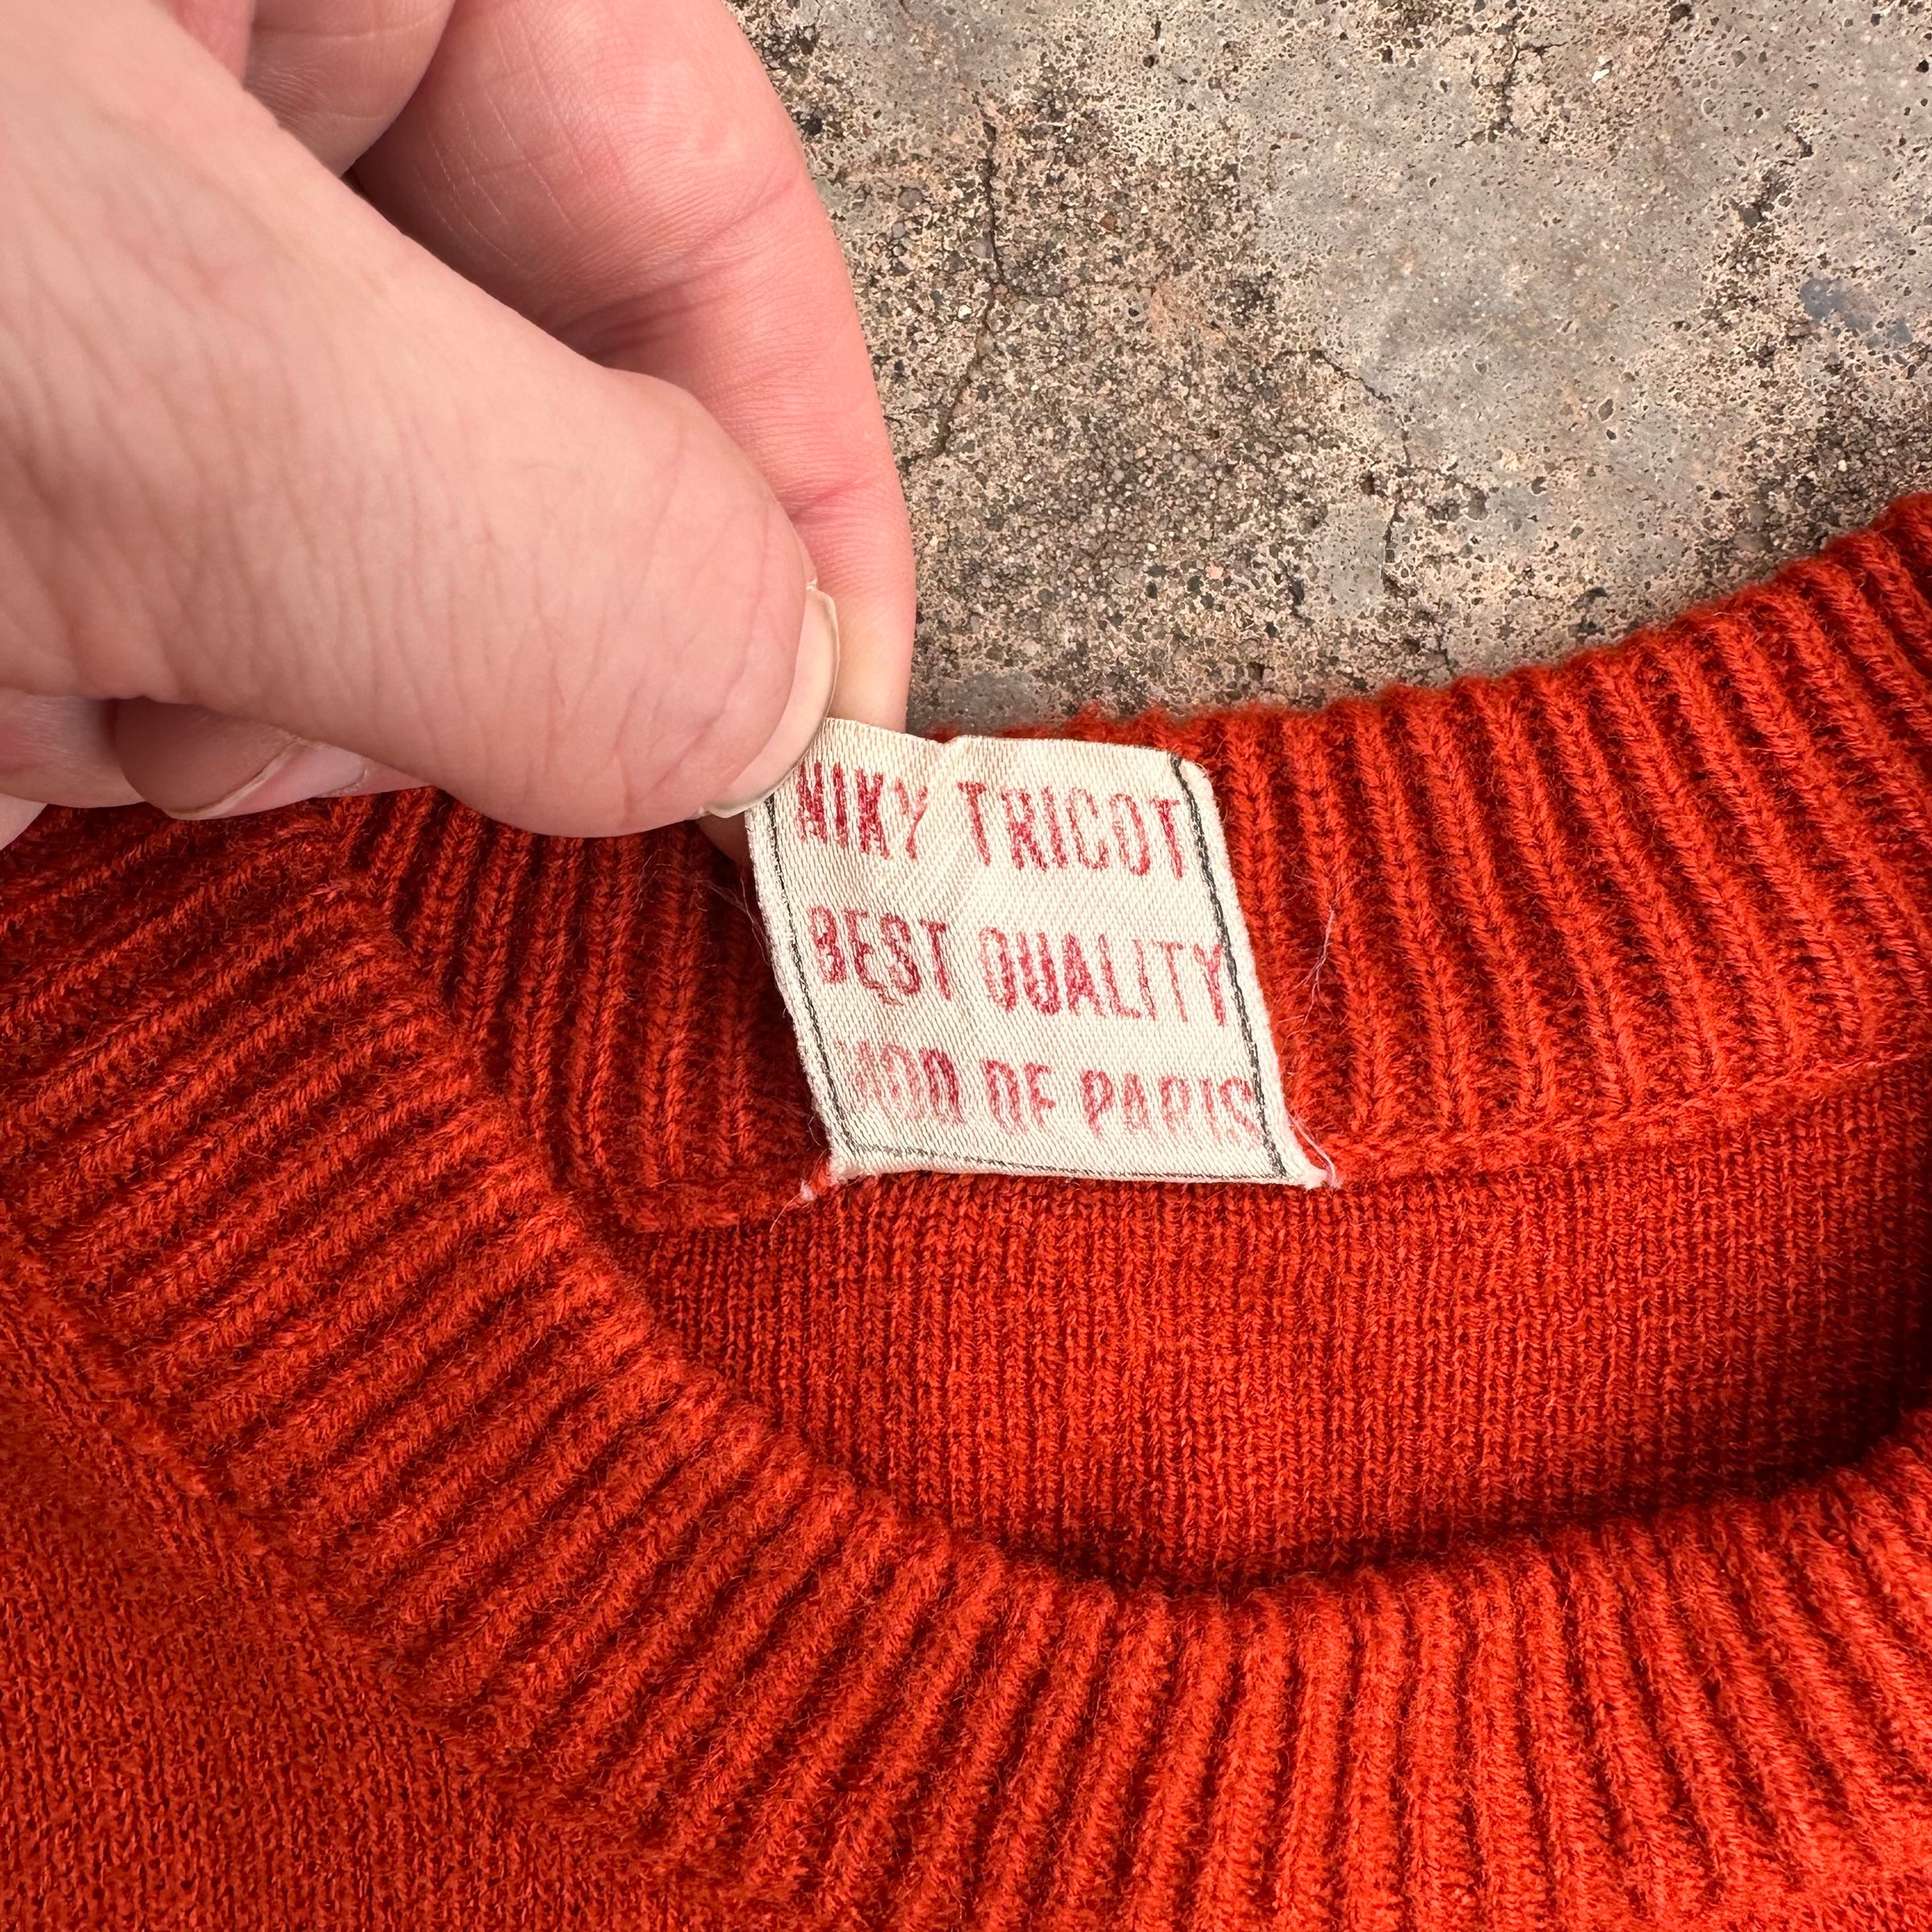 NIKY TRICOT
BEST QUALITY
MOD OF PARIS